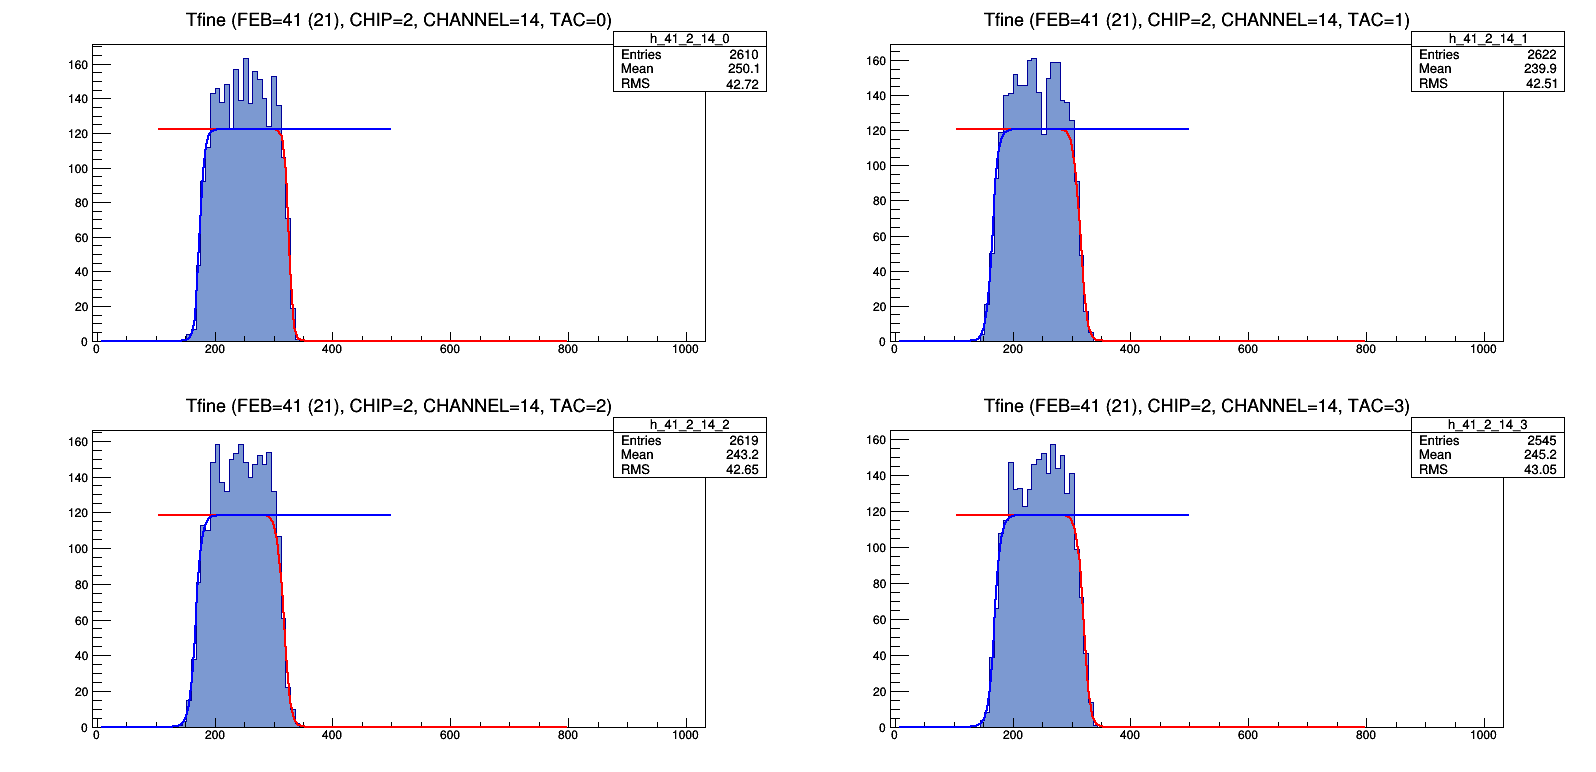 Tfine (FEB=41 (21), CHIP=2, CHANNEL=14, TAC=0)
h_41_2_14_0
Entries 2610
Mean 250.1
RMS 42.72
160
140
120
100
80
60
40
20
0
0 200 400 600 800 1000
Tfine (FEB=41 (21), CHIP=2, CHANNEL=14, TAC=1)
h_41_2_14_1
Entries 2622
Mean 239.9
RMS 42.51
160
140
120
100
80
60
40
20
0
0 200 400 600 800 1000
Tfine (FEB=41 (21), CHIP=2, CHANNEL=14, TAC=2)
h_41_2_14_2
Entries 2619
Mean 243.2
RMS 42.65
160
140
120
100
80
60
40
20
0
0 200 400 600 800 1000
Tfine (FEB=41 (21), CHIP=2, CHANNEL=14, TAC=3)
h_41_2_14_3
Entries 2545
Mean 245.2
RMS 43.05
160
140
120
100
80
60
40
20
0
0 200 400 600 800 1000